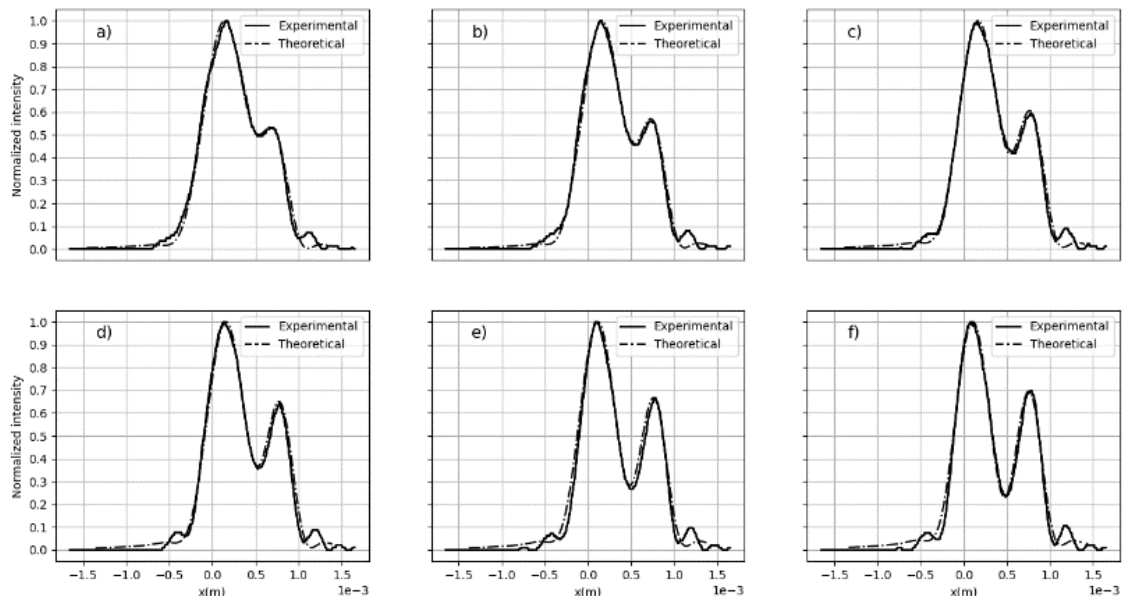 a)
Experimental
Theoretical
b)
Experimental
Theoretical
c)
Experimental
Theoretical
Normalized intensity
1.0
0.9
0.8
0.7
0.6
0.5
0.4
0.3
0.2
0.1
0.0
d)
Experimental
Theoretical
e)
Experimental
Theoretical
f)
Experimental
Theoretical
Normalized intensity
1.0
0.9
0.8
0.7
0.6
0.5
0.4
0.3
0.2
0.1
0.0
−1.5 −1.0 −0.5 0.0 0.5 1.0 1.5
x(m) 1e−3
−1.5 −1.0 −0.5 0.0 0.5 1.0 1.5
x(m) 1e−3
−1.5 −1.0 −0.5 0.0 0.5 1.0 1.5
x(m) 1e−3